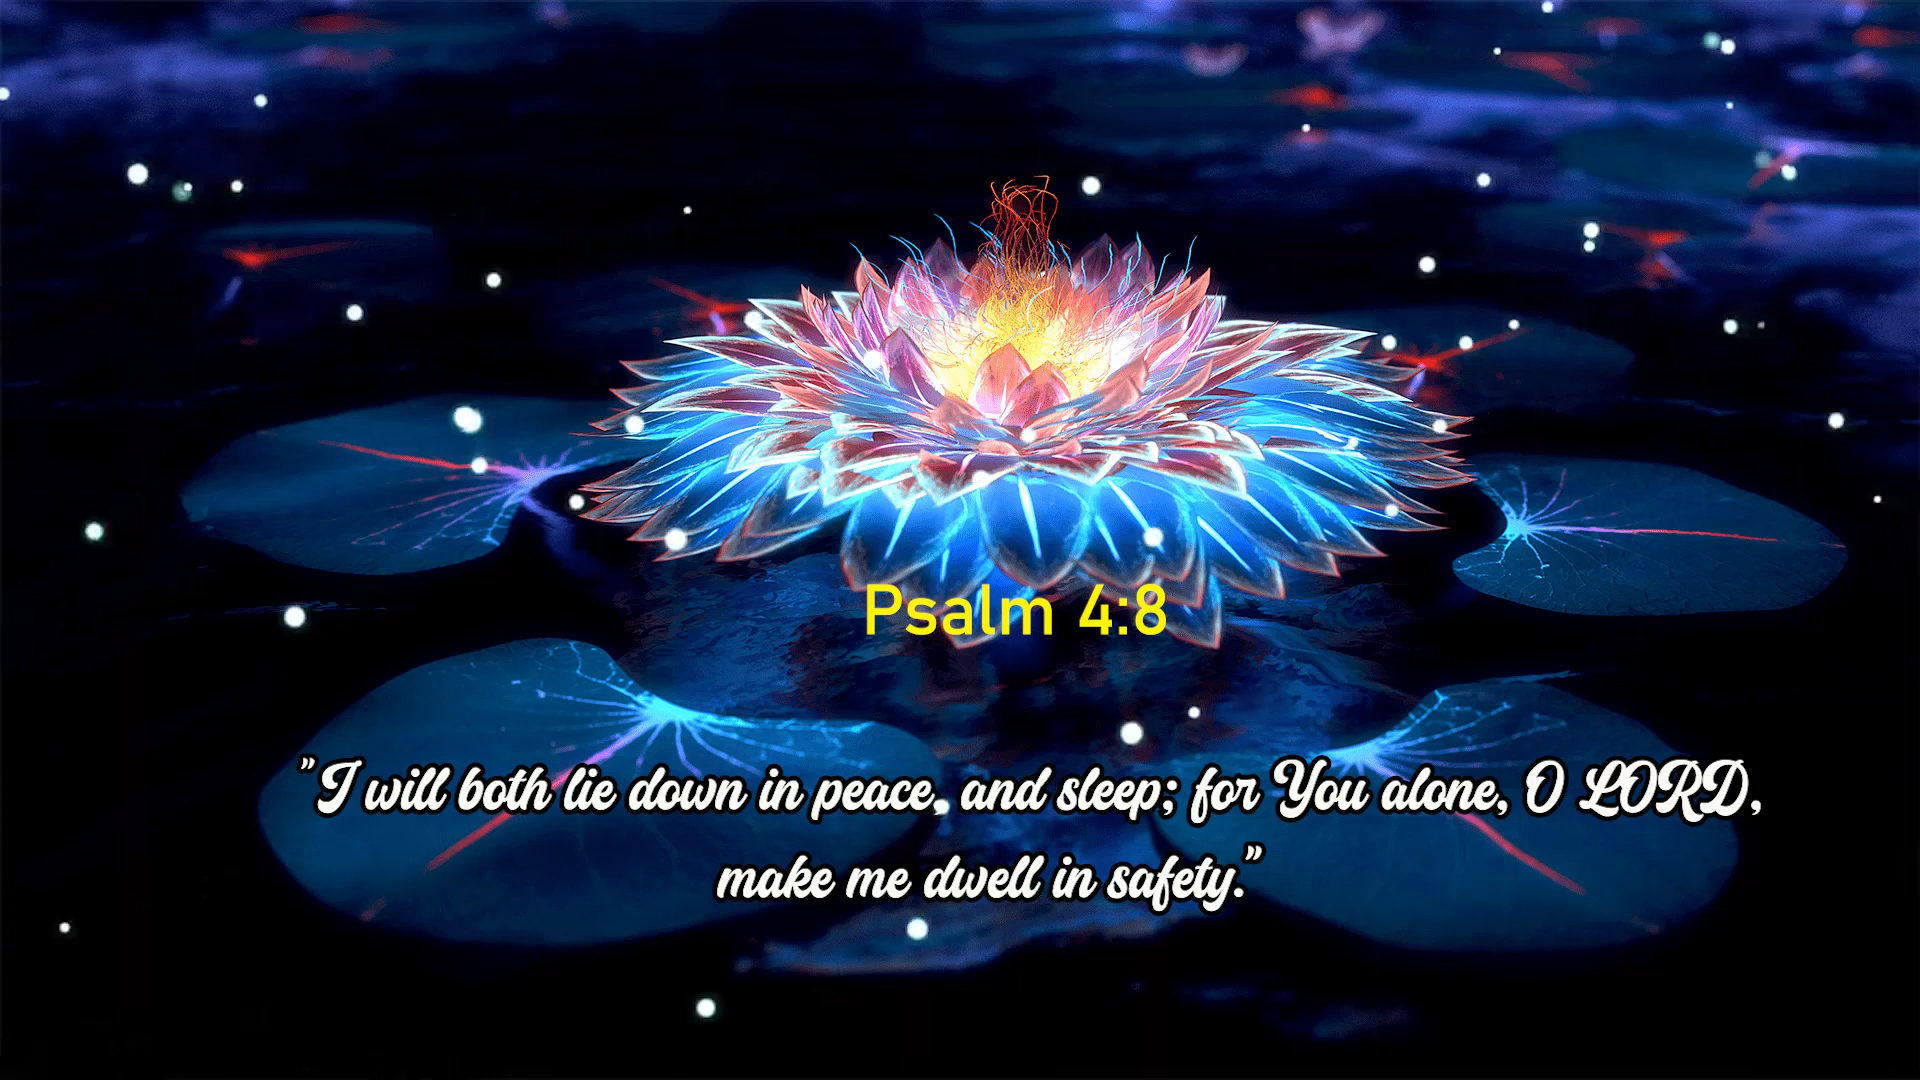 Psalm 4:8
"I will both lie down in peace, and sleep; for You alone, O LORD,
make me dwell in safety."